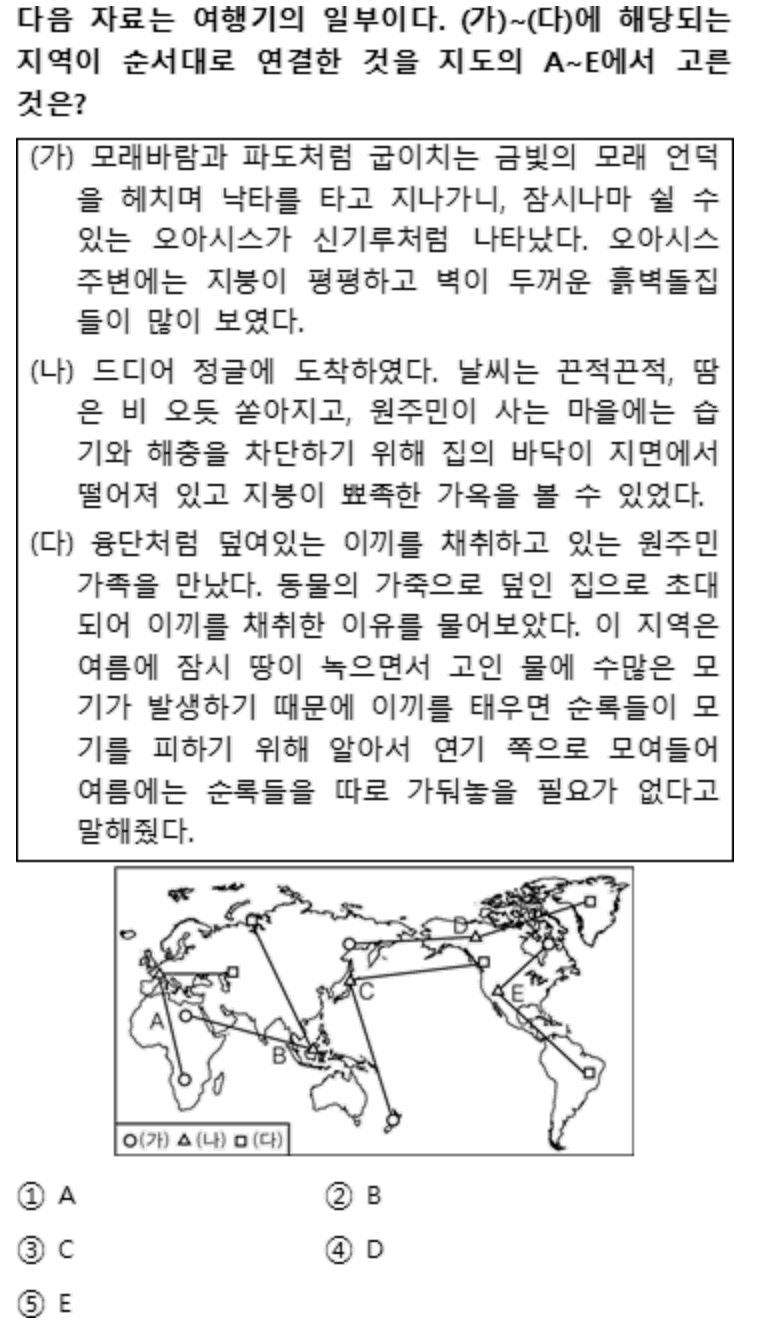 다음 자료는 여행기의 일부이다. (가)~(다)에 해당되는
지역이 순서대로 연결한 것을 지도의 A~E에서 고른
것은?
(가) 모래바람과 파도처럼 굽이치는 금빛의 모래 언덕
을 헤치며 낙타를 타고 지나가니, 잠시나마 쉴 수
있는 오아시스가 신기루처럼 나타났다. 오아시스
주변에는 지붕이 평평하고 벽이 두꺼운 흙벽돌집
들이 많이 보였다.
(나) 드디어 정글에 도착하였다. 날씨는 끈적끈적, 땀
은 비 오듯 쏟아지고, 원주민이 사는 마을에는 습
기와 해충을 차단하기 위해 집의 바닥이 지면에서
떨어져 있고 지붕이 뾰족한 가옥을 볼 수 있었다.
(다) 융단처럼 덮여있는 이끼를 채취하고 있는 원주민
가족을 만났다. 동물의 가죽으로 덮인 집으로 초대
되어 이끼를 채취한 이유를 물어보았다. 이 지역은
여름에 잠시 땅이 녹으면서 고인 물에 수많은 모
기가 발생하기 때문에 이끼를 태우면 순록들이 모
기를 피하기 위해 알아서 연기 쪽으로 모여들어
여름에는 순록들을 따로 가둬놓을 필요가 없다고
말해줬다.
D
C
E
A
B
○(가) △(나) □(다)
① A ② B
③ C ④ D
⑤ E